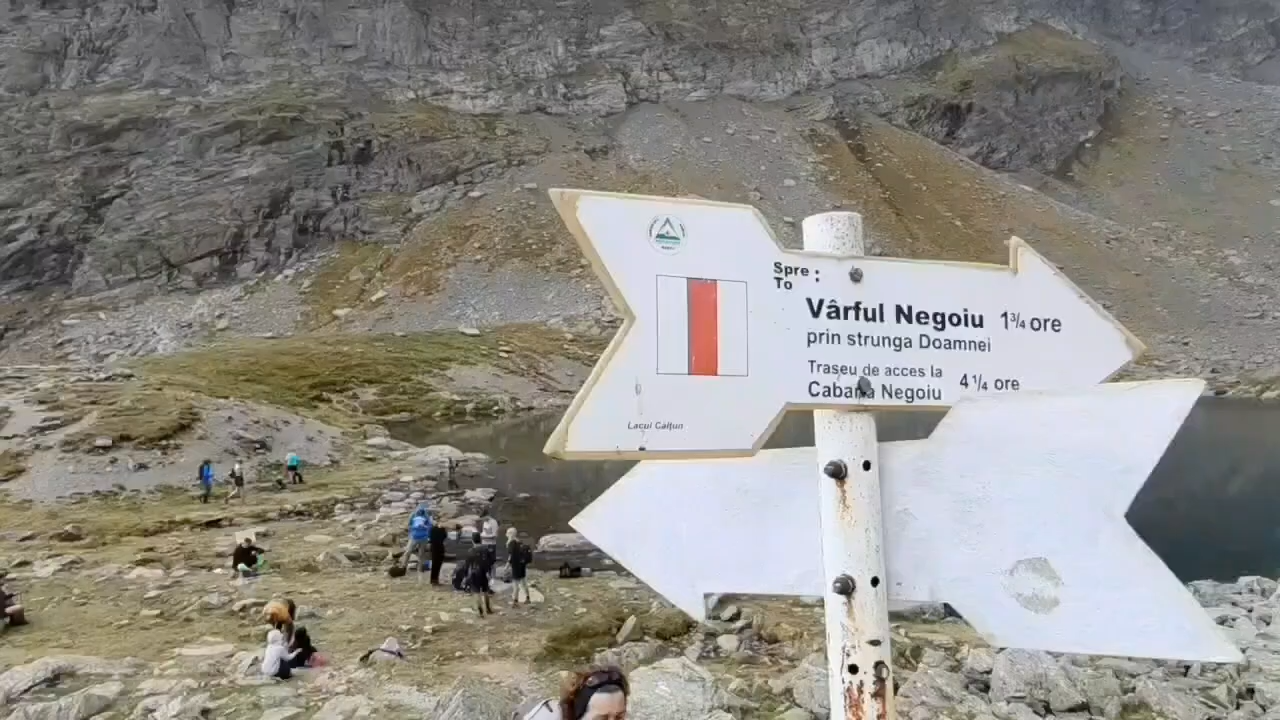 Spre :
To
Vârful Negoiu 1¾ ore
prin strunga Doamnei
Traseu de acces la
Cabana Negoiu 4¼ ore
Lacul Călțun